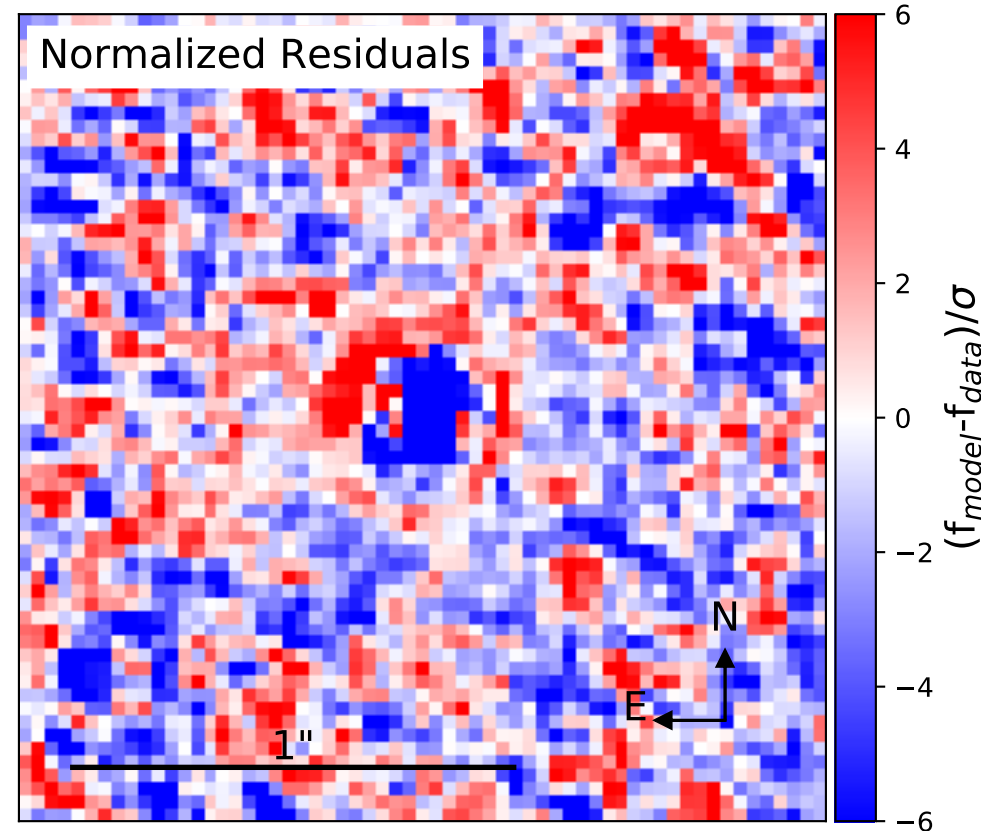 Normalized Residuals
6
4
2
0
−2
−4
−6
(f_model-f_data)/σ
N
E
1"